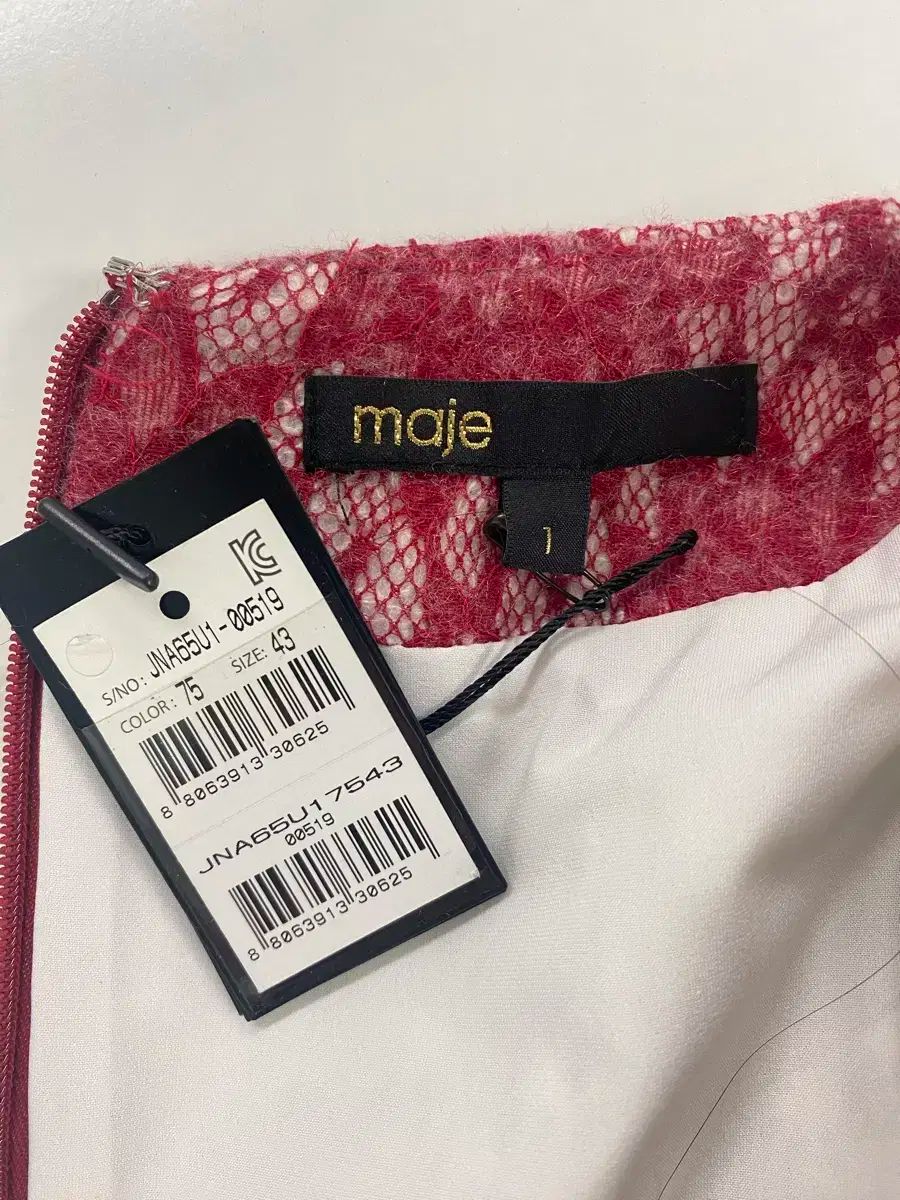 maje
1
S/NO: JNA65U1-00519
COLOR: 75 SIZE: 43
8 8063913 30625
JNA65U17543
00519
8 8063913 30625